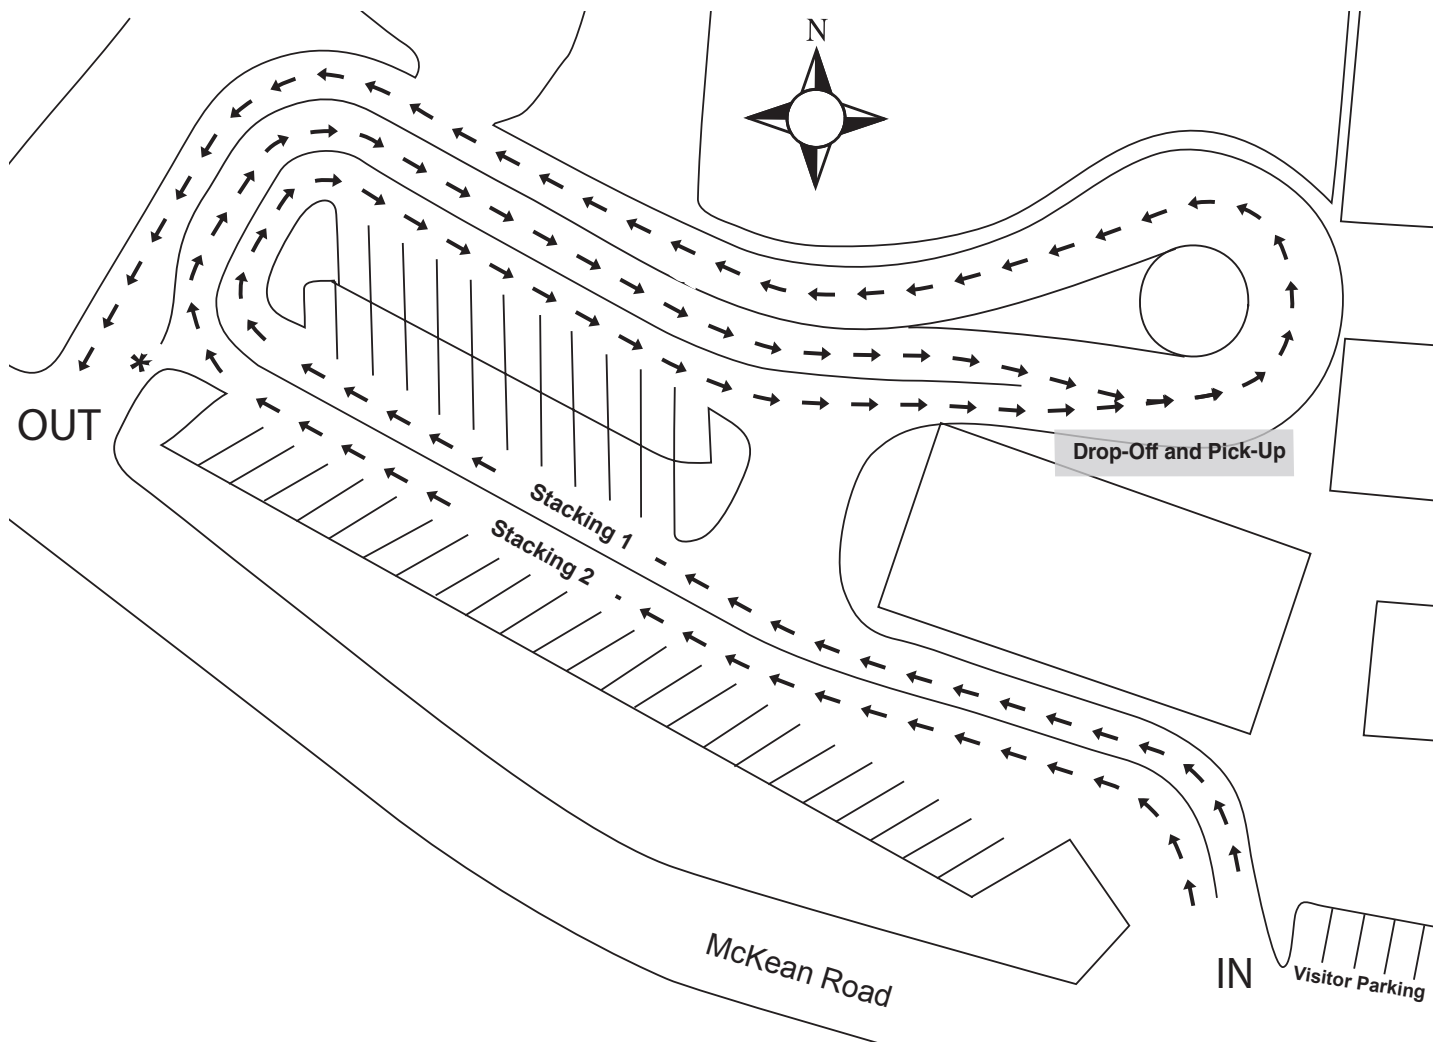 N
*
OUT
Drop-Off and Pick-Up
Stacking 1
Stacking 2
McKean Road
IN
Visitor Parking